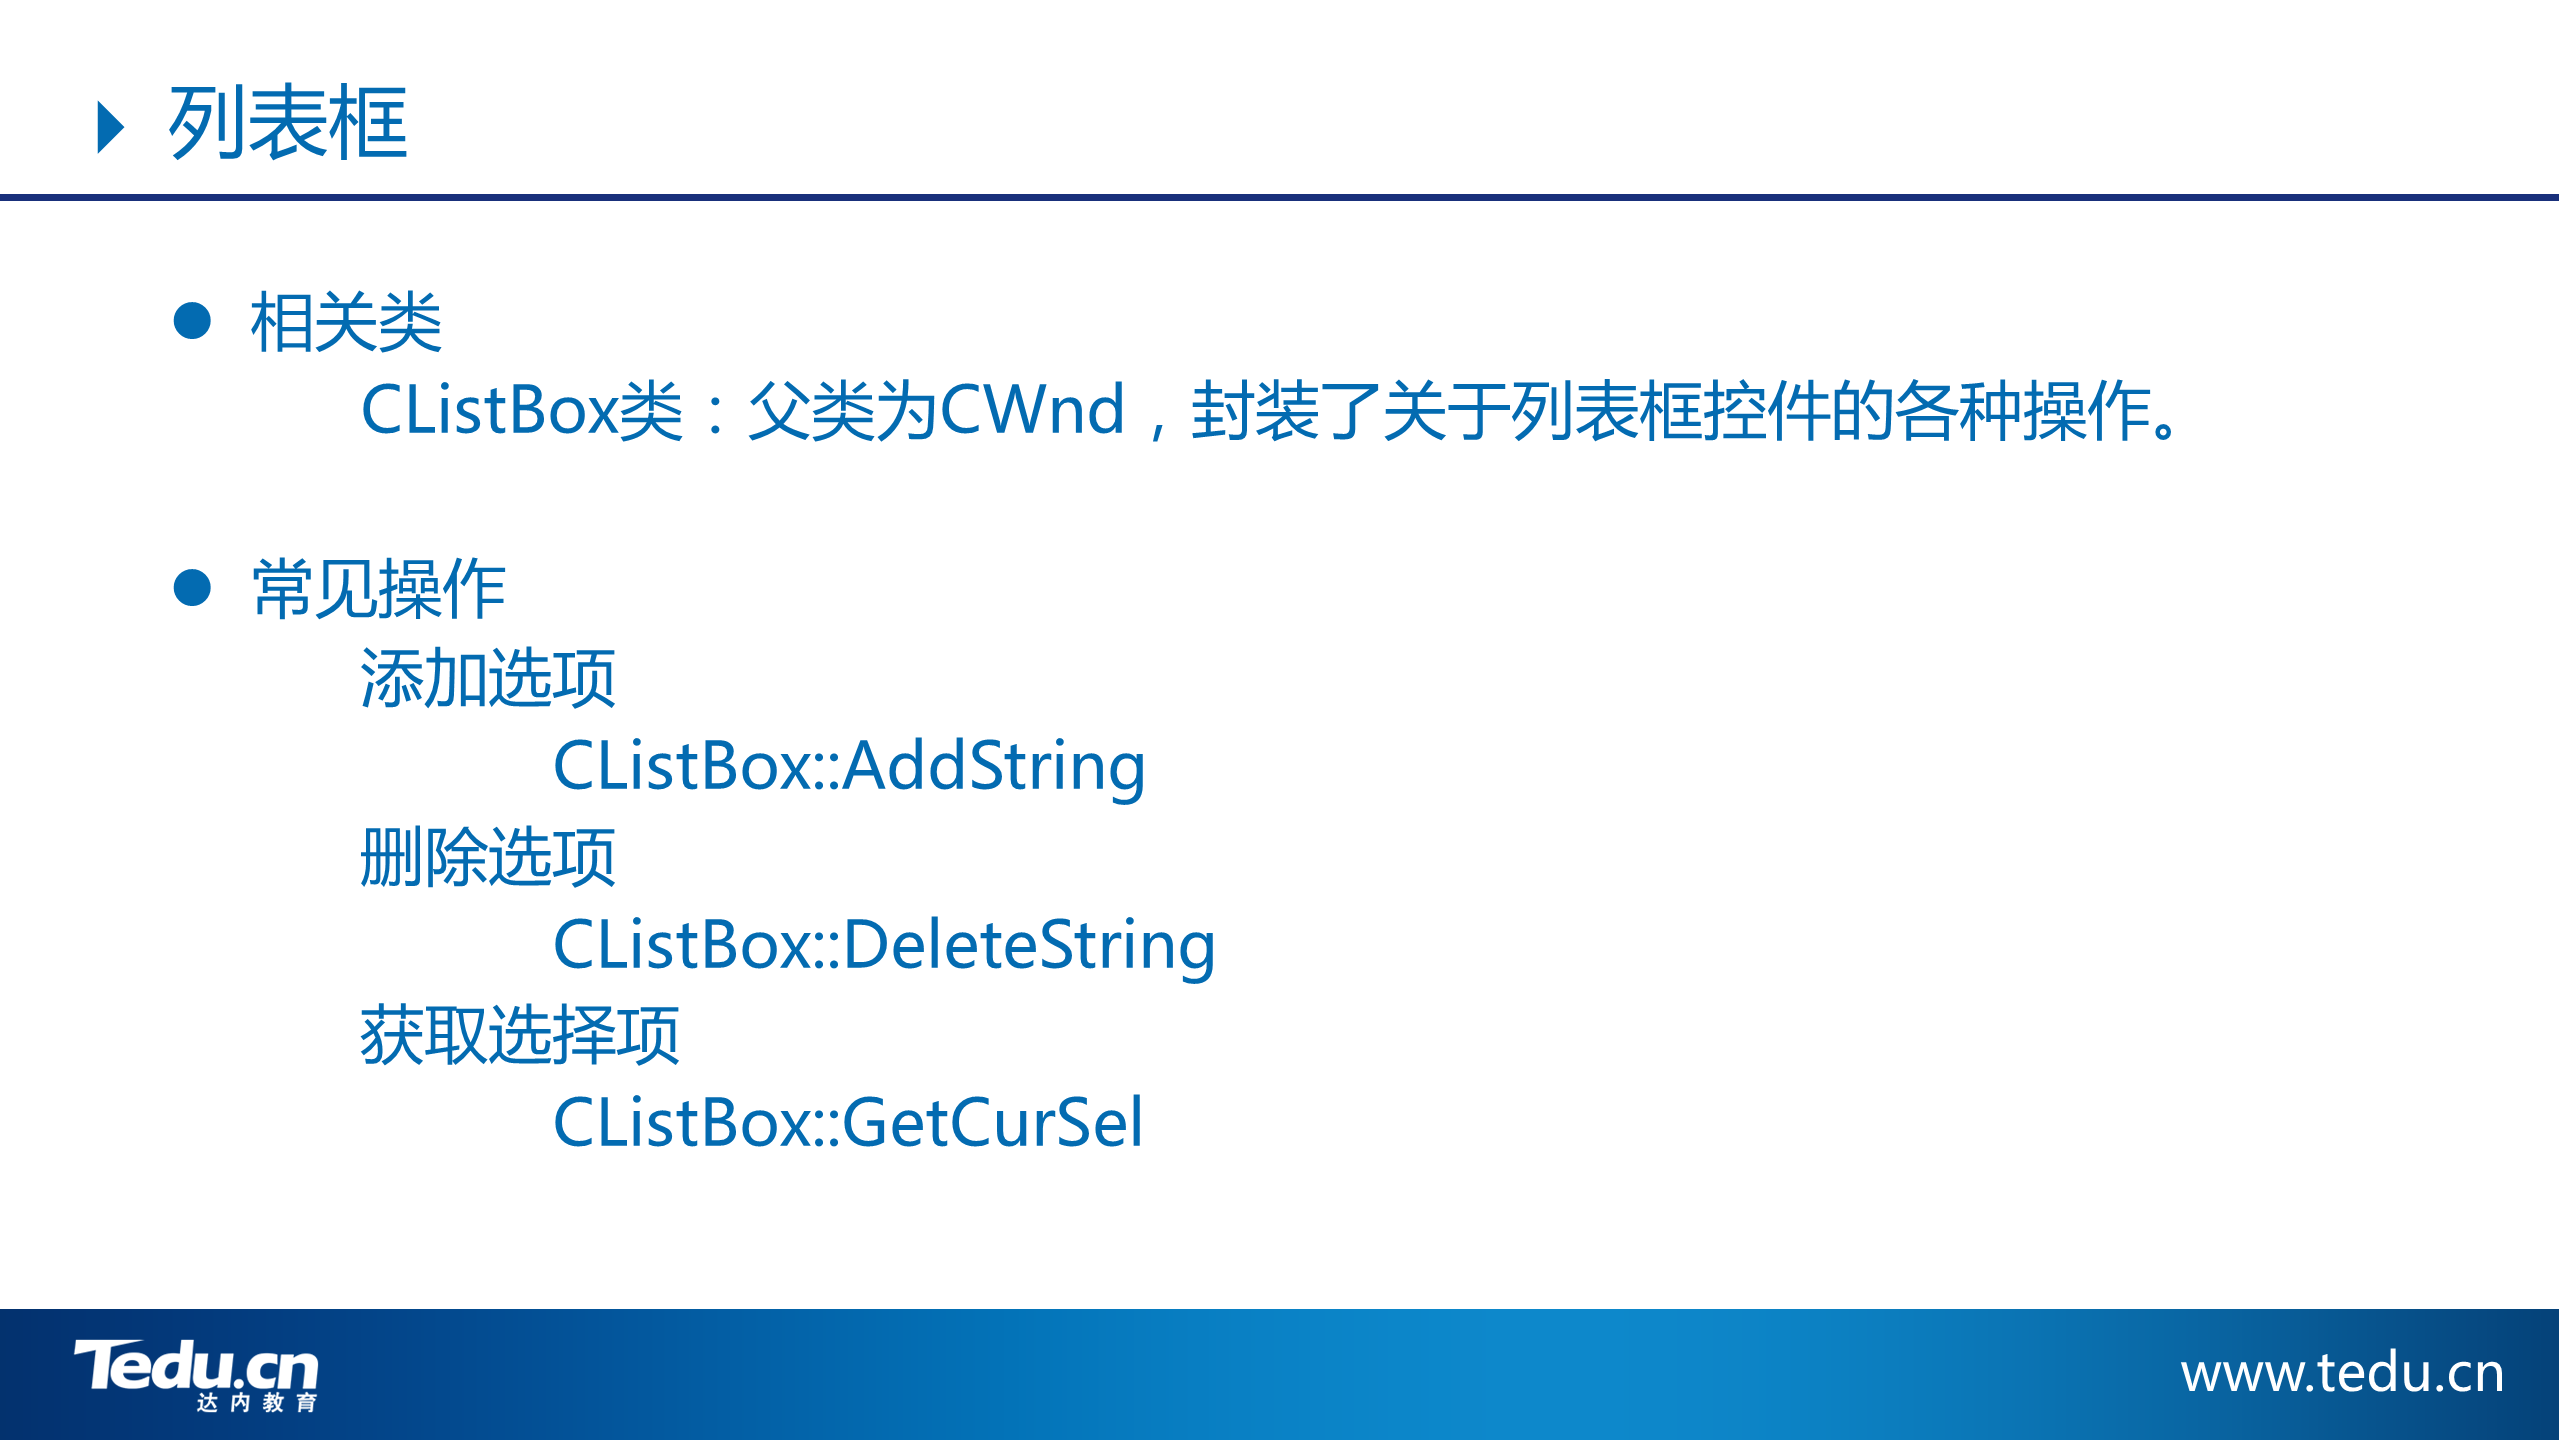 列表框
相关类
CListBox类：父类为CWnd，封装了关于列表框控件的各种操作。
常见操作
添加选项
CListBox::AddString
删除选项
CListBox::DeleteString
获取选择项
CListBox::GetCurSel
Tedu.cn
达内教育
www.tedu.cn